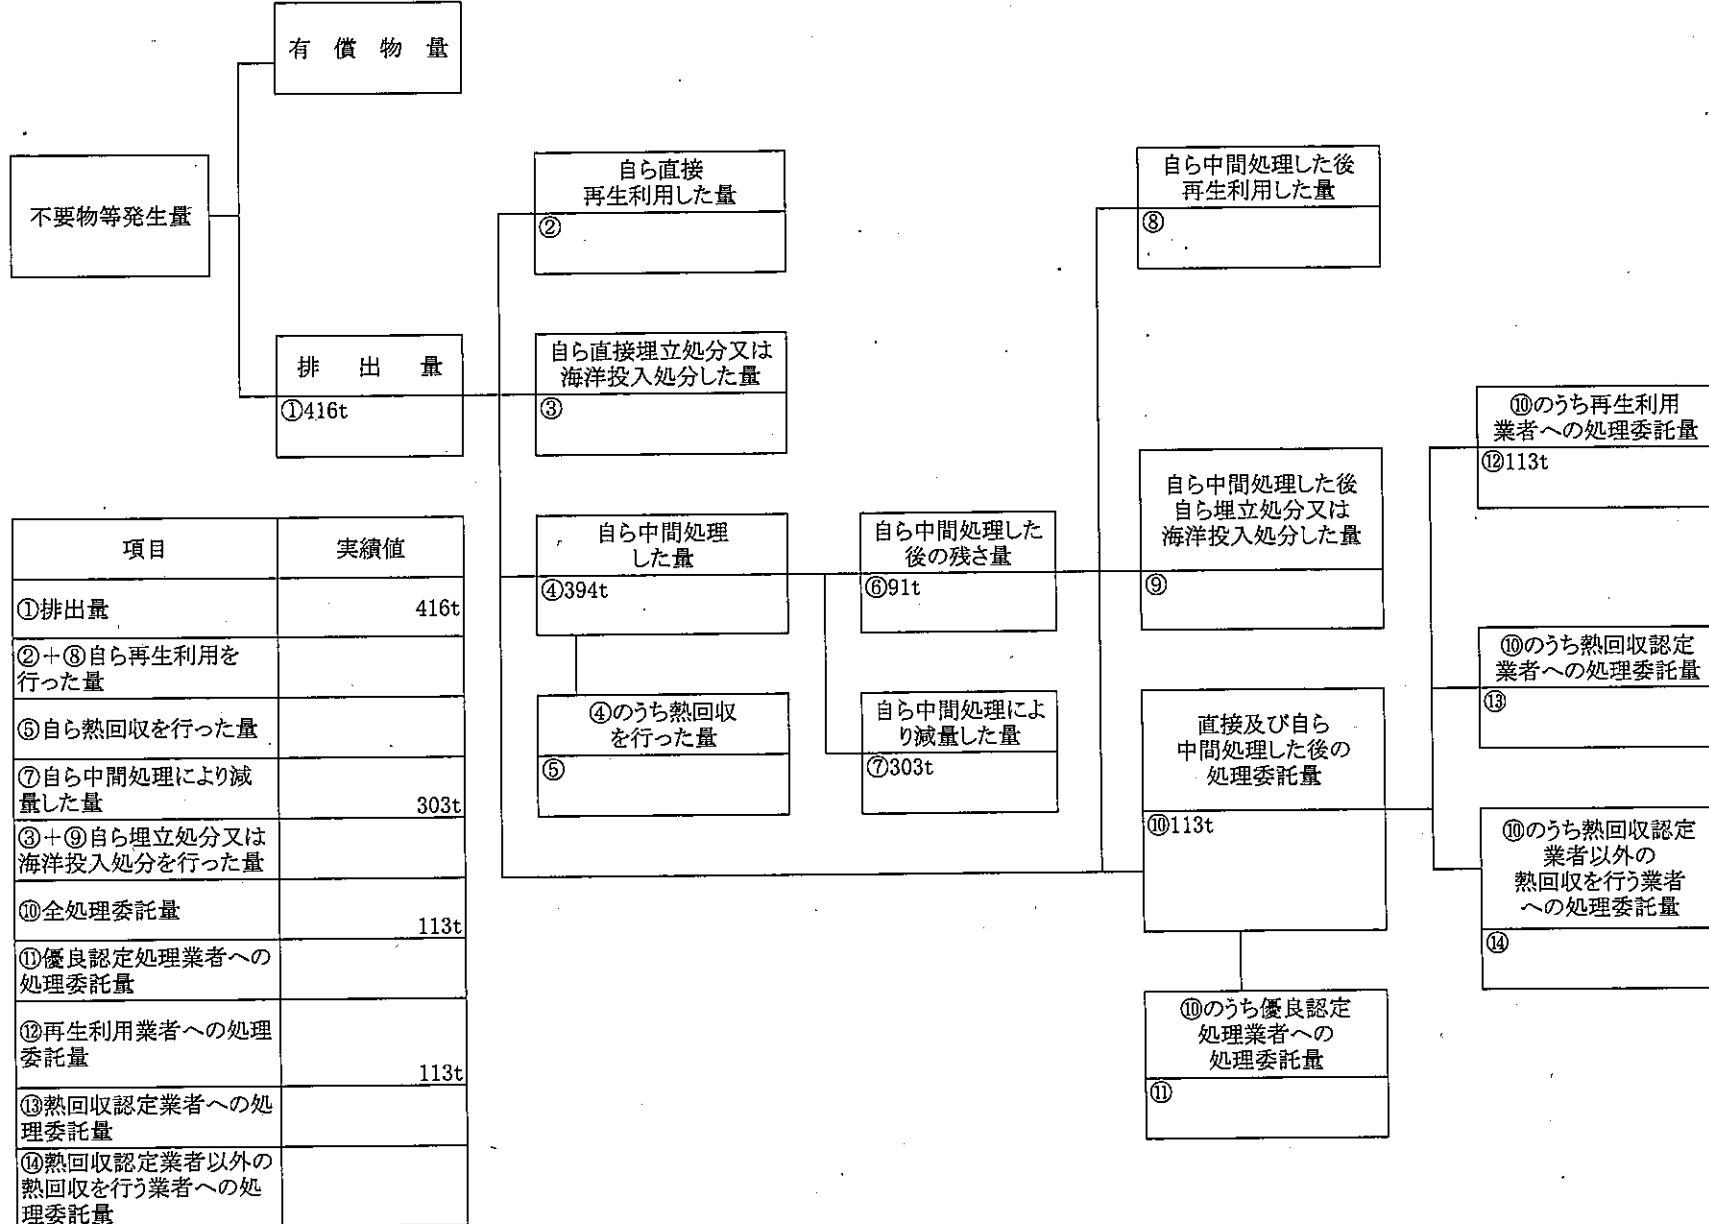 有償物量
不要物等発生量
排出量
①416t
自ら直接
再生利用した量
②
自ら直接埋立処分又は
海洋投入処分した量
③
自ら中間処理
した量
④394t
④のうち熱回収
を行った量
⑤
自ら中間処理した
後の残さ量
⑥91t
自ら中間処理によ
り減量した量
⑦303t
自ら中間処理した後
再生利用した量
⑧
自ら中間処理した後
自ら埋立処分又は
海洋投入処分した量
⑨
直接及び自ら
中間処理した後の
処理委託量
⑩113t
⑩のうち優良認定
処理業者への
処理委託量
⑪
⑩のうち再生利用
業者への処理委託量
⑫113t
⑩のうち熱回収認定
業者への処理委託量
⑬
⑩のうち熱回収認定
業者以外の
熱回収を行う業者
への処理委託量
⑭
項目 実績値
①排出量 416t
②+⑧自ら再生利用を
行った量
⑤自ら熱回収を行った量
⑦自ら中間処理により減
量した量 303t
③+⑨自ら埋立処分又は
海洋投入処分を行った量
⑩全処理委託量 113t
⑪優良認定処理業者への
処理委託量
⑫再生利用業者への処理
委託量 113t
⑬熱回収認定業者への処
理委託量
⑭熱回収認定業者以外の
熱回収を行う業者への処
理委託量